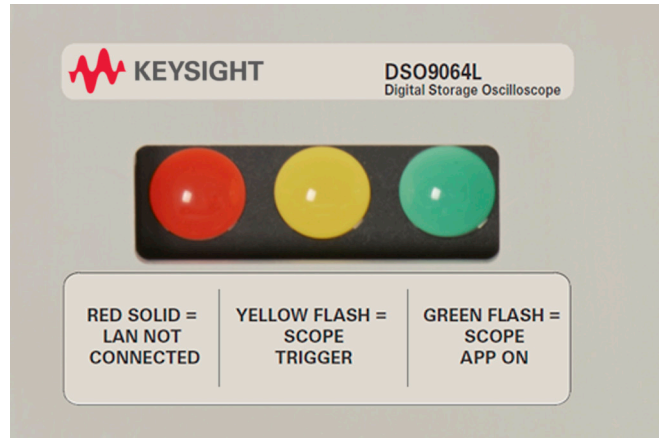 KEYSIGHT
DSO9064L
Digital Storage Oscilloscope
RED SOLID =
LAN NOT
CONNECTED
YELLOW FLASH =
SCOPE
TRIGGER
GREEN FLASH =
SCOPE
APP ON